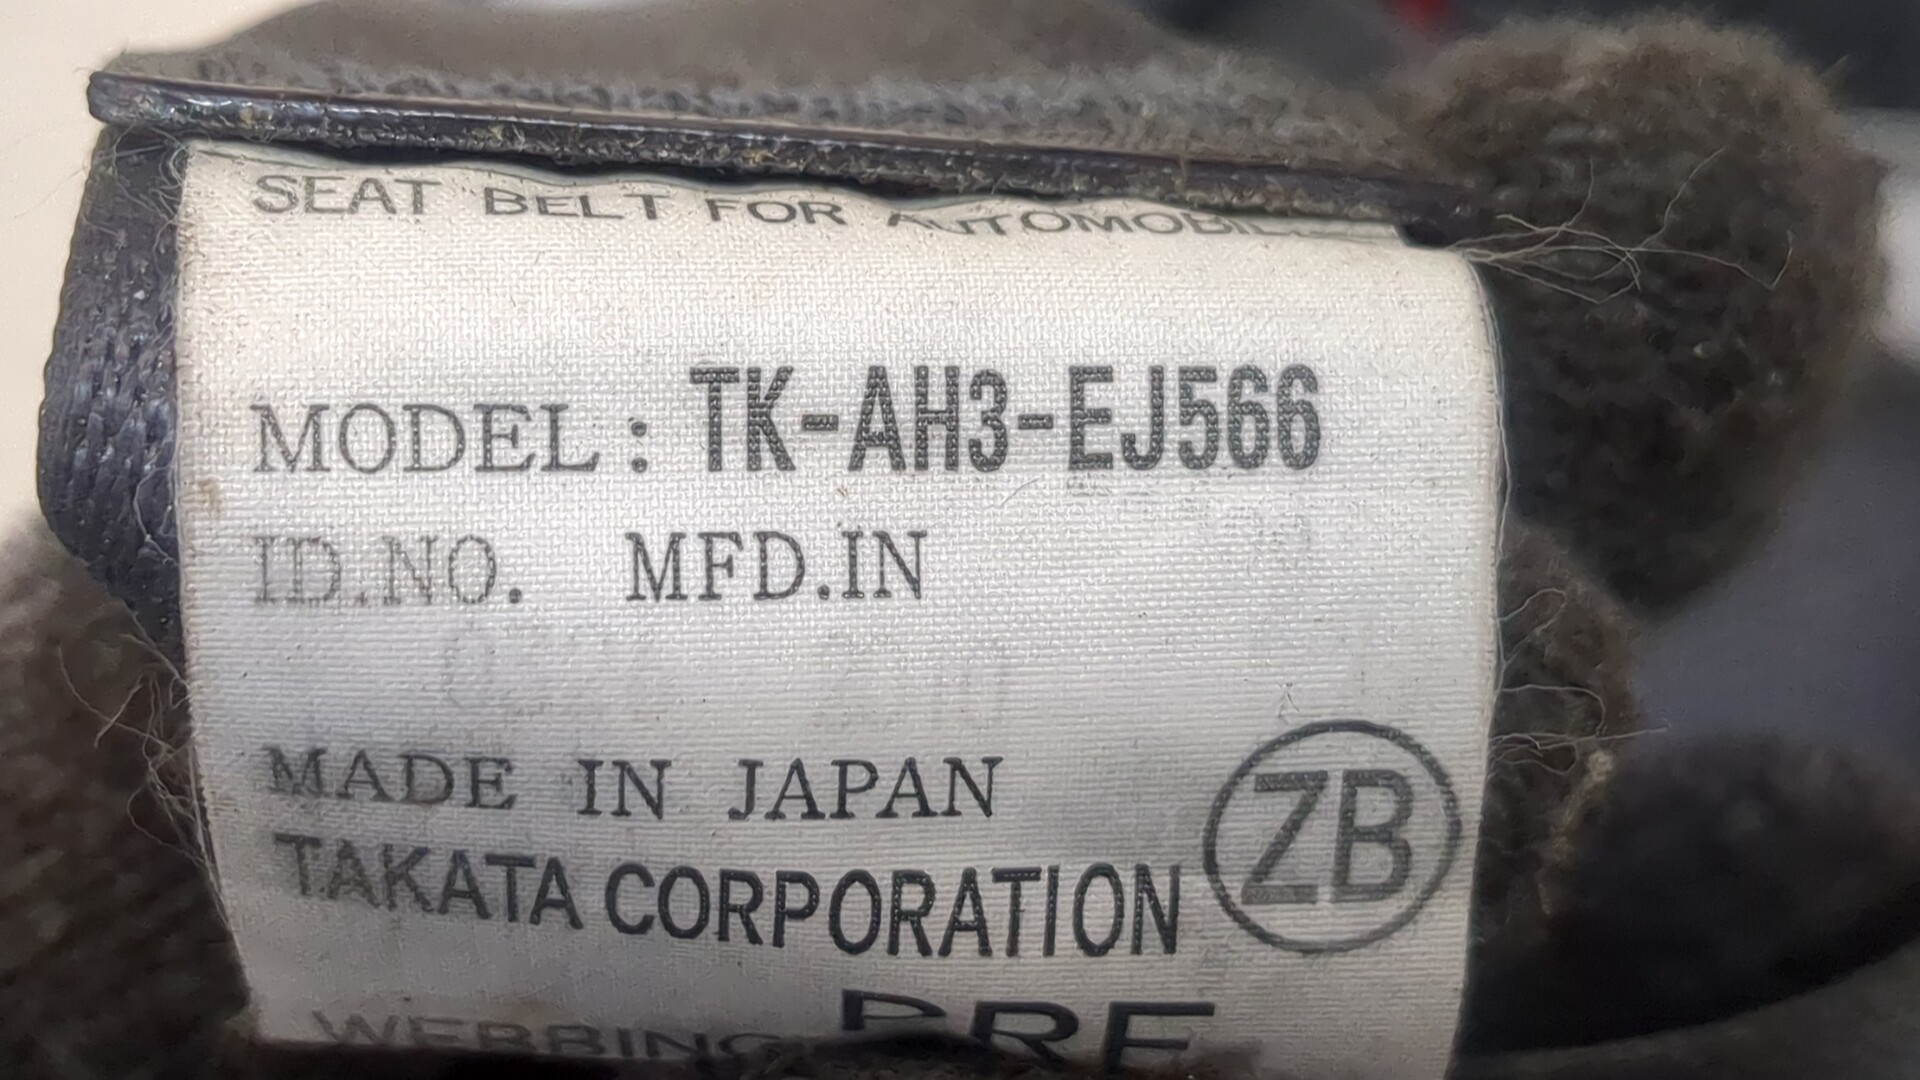 SEAT BELT FOR AUTOMOBILE
MODEL : TK-AH3-EJ566
ID.NO. MFD.IN
MADE IN JAPAN
ZB
TAKATA CORPORATION
WEBBING